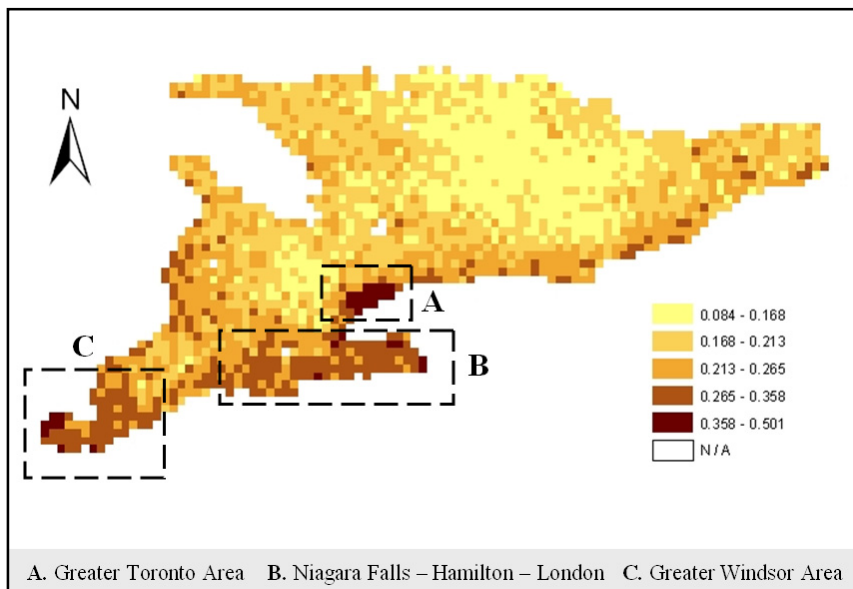 N
A
C
B
0.084 - 0.168
0.168 - 0.213
0.213 - 0.265
0.265 - 0.358
0.358 - 0.501
N / A
A. Greater Toronto Area B. Niagara Falls – Hamilton – London C. Greater Windsor Area